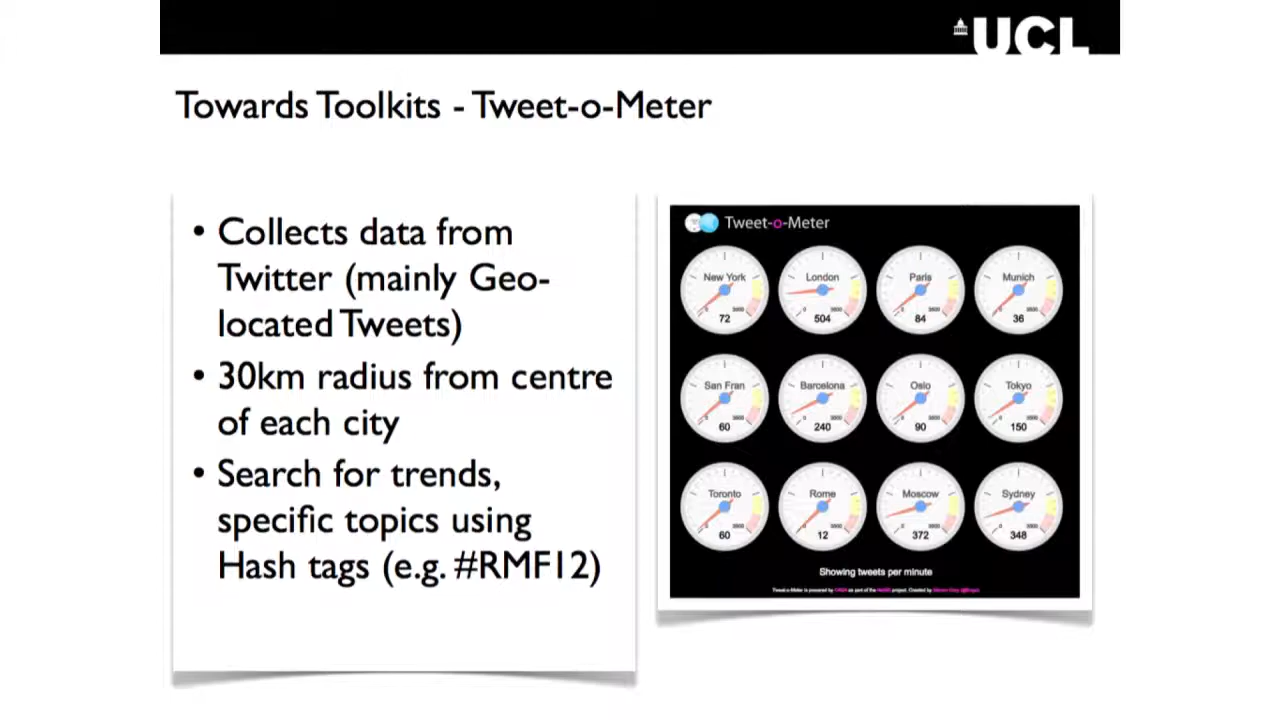 UCL
Towards Toolkits - Tweet-o-Meter
• Collects data from
Twitter (mainly Geo-
located Tweets)
• 30km radius from centre
of each city
• Search for trends,
specific topics using
Hash tags (e.g. #RMF12)
Tweet-o-Meter
New York
72
London
504
Paris
84
Munich
36
San Fran
60
Barcelona
240
Oslo
90
Tokyo
150
Toronto
60
Rome
12
Moscow
372
Sydney
348
Showing tweets per minute